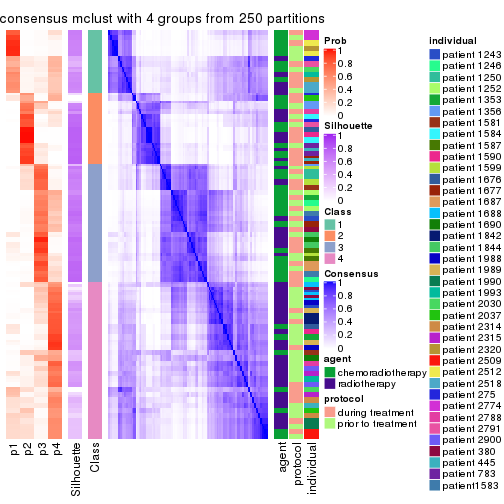 consensus mclust with 4 groups from 250 partitions
Prob
1
0.8
0.6
0.4
0.2
0
Silhouette
1
0.8
0.6
0.4
0.2
0
Class
1
2
3
4
Consensus
1
0.8
0.6
0.4
0.2
0
agent
chemoradiotherapy
radiotherapy
protocol
during treatment
prior to treatment
individual
patient 1243
patient 1246
patient 1250
patient 1252
patient 1353
patient 1356
patient 1581
patient 1584
patient 1587
patient 1590
patient 1599
patient 1676
patient 1677
patient 1687
patient 1688
patient 1690
patient 1842
patient 1844
patient 1988
patient 1989
patient 1990
patient 1993
patient 2030
patient 2037
patient 2314
patient 2315
patient 2320
patient 2509
patient 2512
patient 2518
patient 275
patient 2774
patient 2788
patient 2791
patient 2900
patient 380
patient 445
patient 783
patient1583
p1
p2
p3
p4
Silhouette
Class
agent
protocol
individual